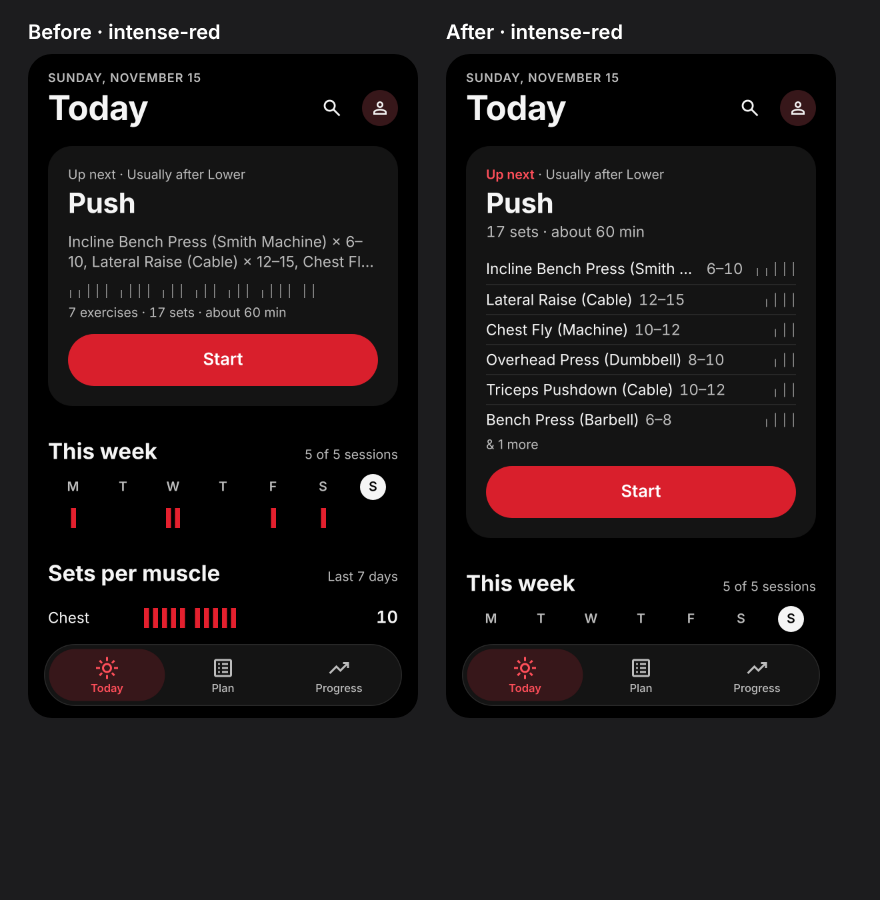 Before · intense-red
SUNDAY, NOVEMBER 15
Today
Up next · Usually after Lower
Push
Incline Bench Press (Smith Machine) × 6–
10, Lateral Raise (Cable) × 12–15, Chest Fl...
7 exercises · 17 sets · about 60 min
Start
This week
5 of 5 sessions
M T W T F S S
Sets per muscle
Last 7 days
Chest 10
Today Plan Progress
After · intense-red
SUNDAY, NOVEMBER 15
Today
Up next · Usually after Lower
Push
17 sets · about 60 min
Incline Bench Press (Smith ... 6–10
Lateral Raise (Cable) 12–15
Chest Fly (Machine) 10–12
Overhead Press (Dumbbell) 8–10
Triceps Pushdown (Cable) 10–12
Bench Press (Barbell) 6–8
& 1 more
Start
This week
5 of 5 sessions
M T W T F S S
Today Plan Progress